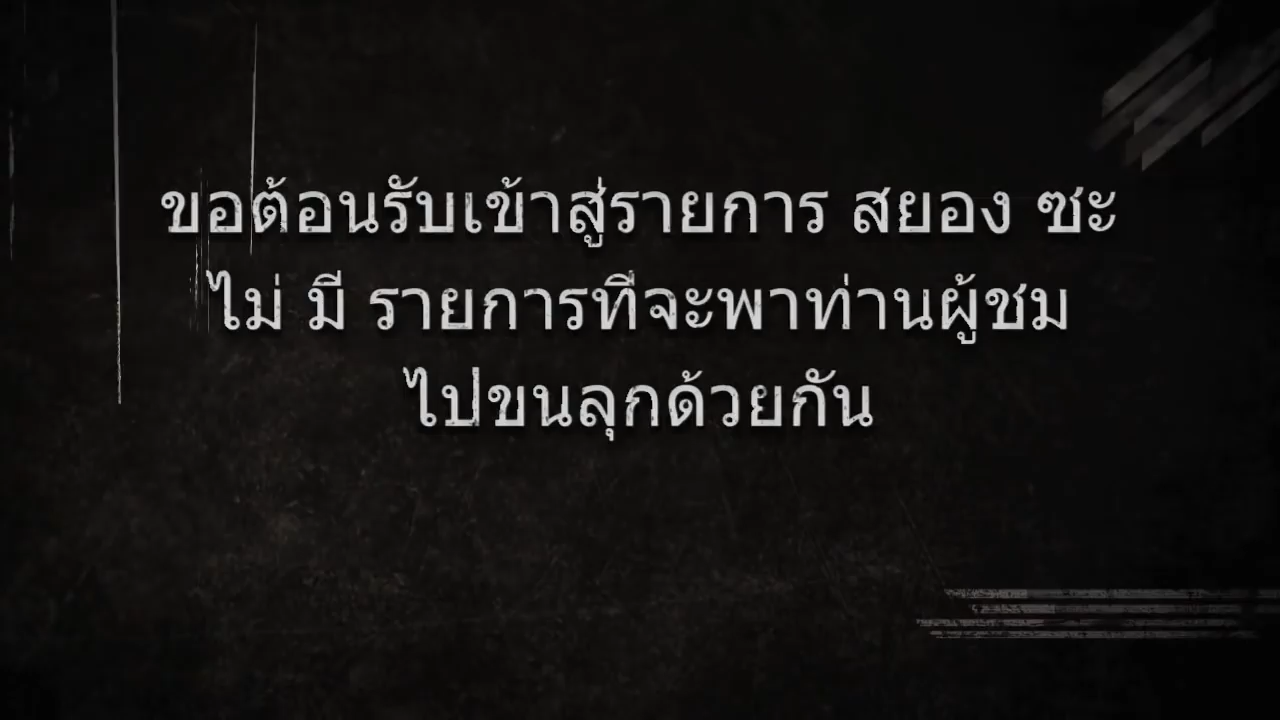 ขอต้อนรับเข้าสู่รายการ สยอง ซะ
ไม่ มี รายการที่จะพาท่านผู้ชม
ไปขนลุกด้วยกัน